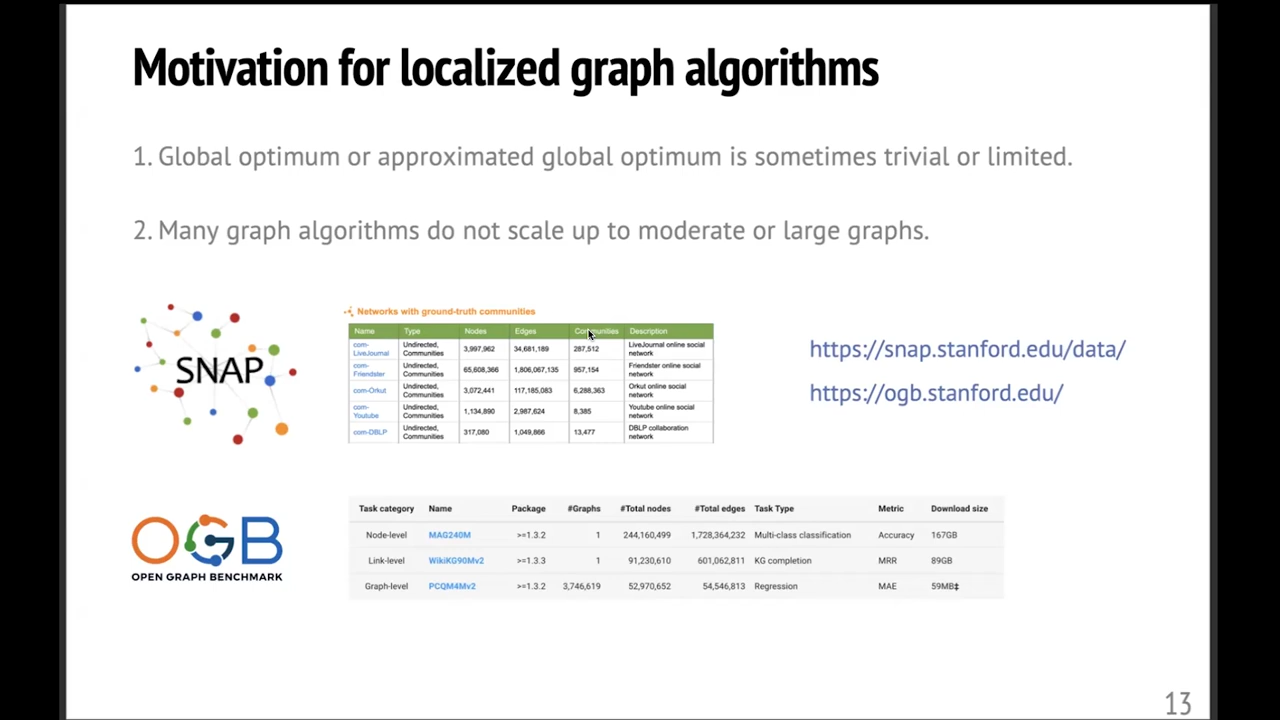 Motivation for localized graph algorithms
1. Global optimum or approximated global optimum is sometimes trivial or limited.
2. Many graph algorithms do not scale up to moderate or large graphs.
SNAP
Networks with ground-truth communities
Name Type Nodes Edges Communities Description
com-LiveJournal Undirected, Communities 3,997,962 34,681,189 287,512 LiveJournal online social network
com-Friendster Undirected, Communities 65,608,366 1,806,067,135 957,154 Friendster online social network
com-Orkut Undirected, Communities 3,072,441 117,185,083 6,288,363 Orkut online social network
com-Youtube Undirected, Communities 1,134,890 2,987,624 8,385 Youtube online social network
com-DBLP Undirected, Communities 317,080 1,049,866 13,477 DBLP collaboration network
https://snap.stanford.edu/data/
https://ogb.stanford.edu/
OGB
OPEN GRAPH BENCHMARK
Task category Name Package #Graphs #Total nodes #Total edges Task Type Metric Download size
Node-level MAG240M >=1.3.2 1 244,160,499 1,728,364,232 Multi-class classification Accuracy 167GB
Link-level WikiKG90Mv2 >=1.3.3 1 91,230,610 601,062,811 KG completion MRR 89GB
Graph-level PCQM4Mv2 >=1.3.2 3,746,619 52,970,652 54,546,813 Regression MAE 59MB‡
13